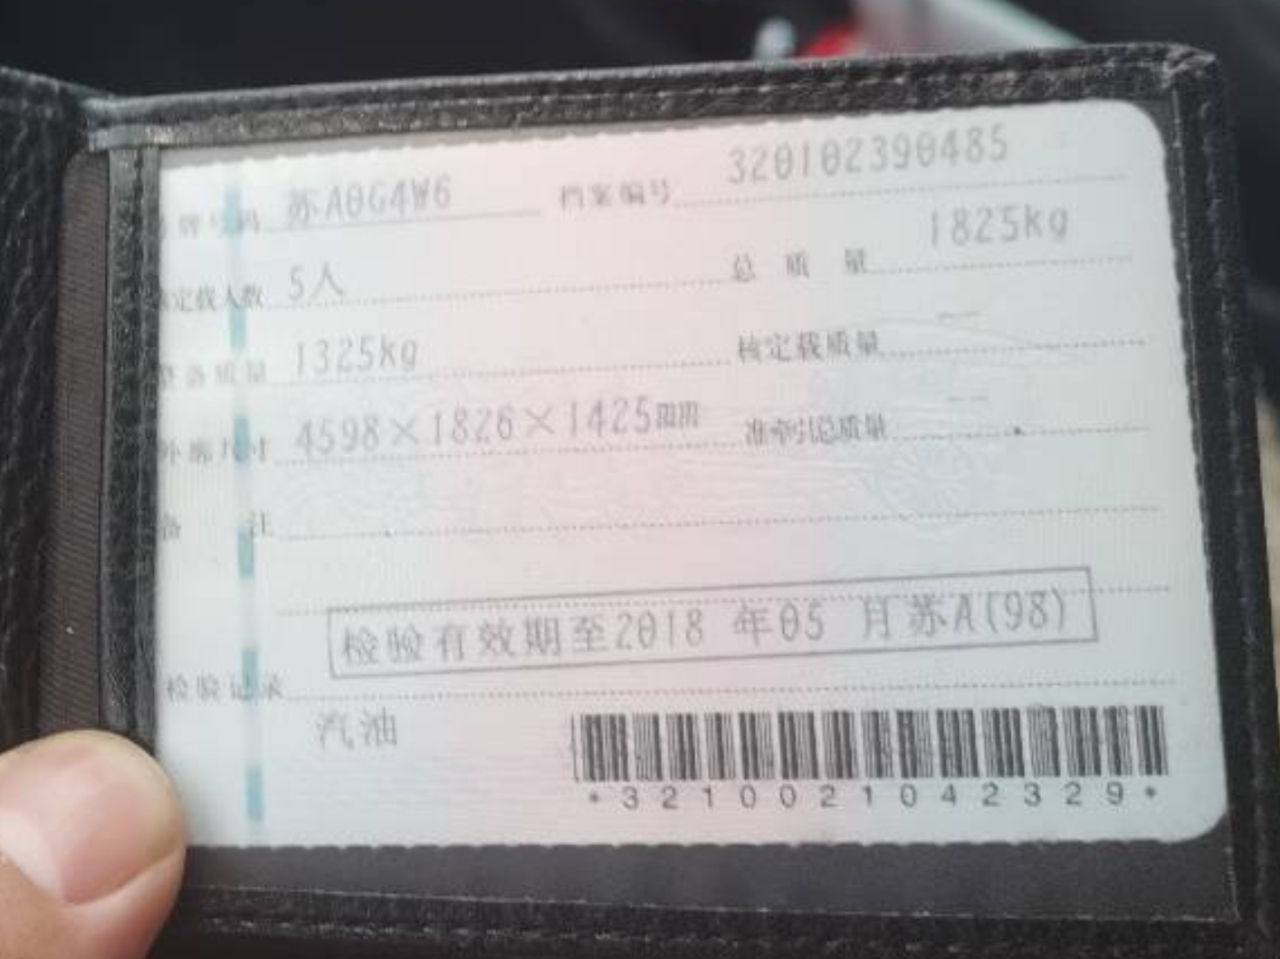 号牌号码 苏A0G4W6 档案编号 320102390485
核定载人数 5人 总 质 量 1825kg
整备质量 1325kg 核定载质量 --
外廓尺寸 4598×1826×1425mm 准牵引总质量 --
备 注
检验有效期至2018 年05 月苏A(98)
检验记录
汽油
*3210021042329*